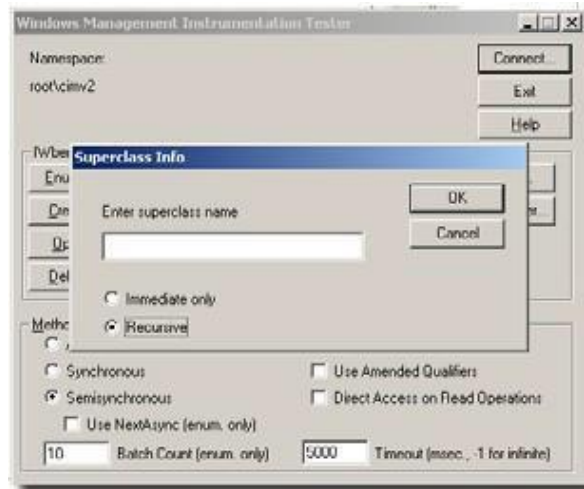 Windows Management Instrumentation Tester
Namespace:
root\cimv2
Connect...
Exit
Help
Superclass Info
Enter superclass name
OK
Cancel
Immediate only
Recursive
Synchronous
Semisynchronous
Use NextAsync (enum. only)
Use Amended Qualifiers
Direct Access on Read Operations
10
Batch Count (enum. only)
5000
Timeout (msec., -1 for infinite)